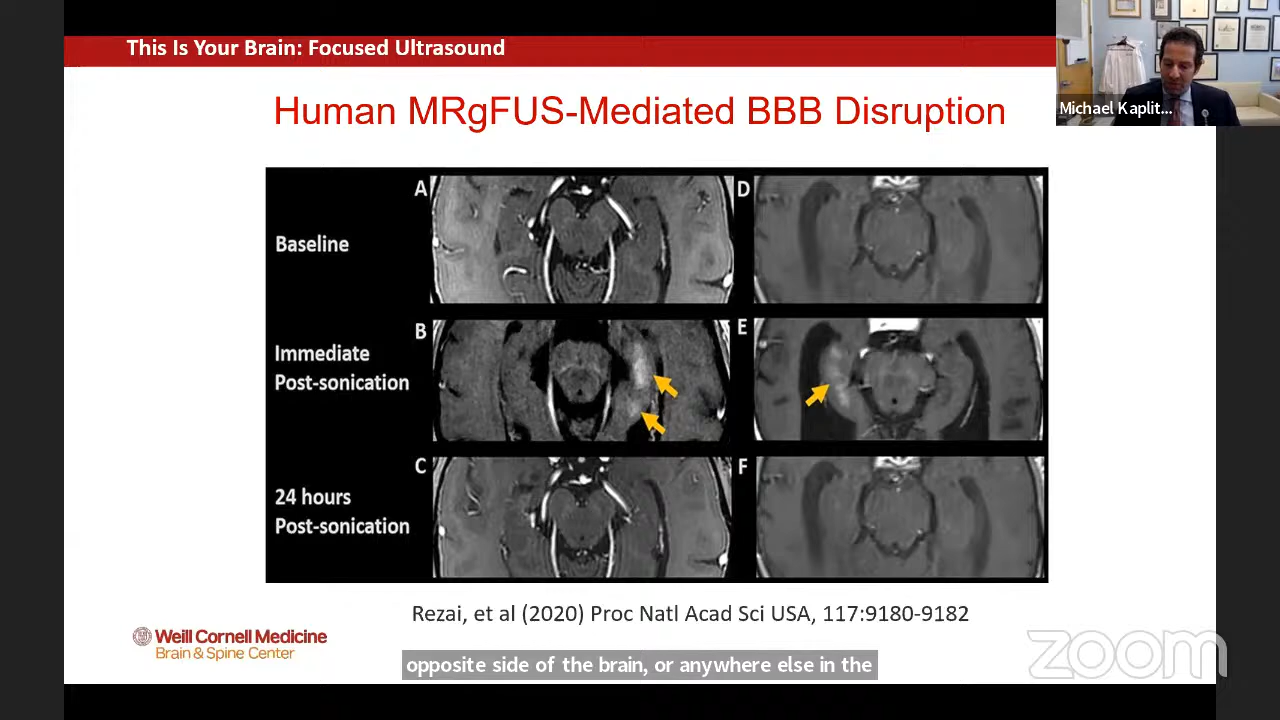 This Is Your Brain: Focused Ultrasound
Michael Kaplit...
Human MRgFUS-Mediated BBB Disruption
A
D
Baseline
B
E
Immediate
Post-sonication
C
F
24 hours
Post-sonication
Rezai, et al (2020) Proc Natl Acad Sci USA, 117:9180-9182
Weill Cornell Medicine
Brain & Spine Center
zoom
opposite side of the brain, or anywhere else in the